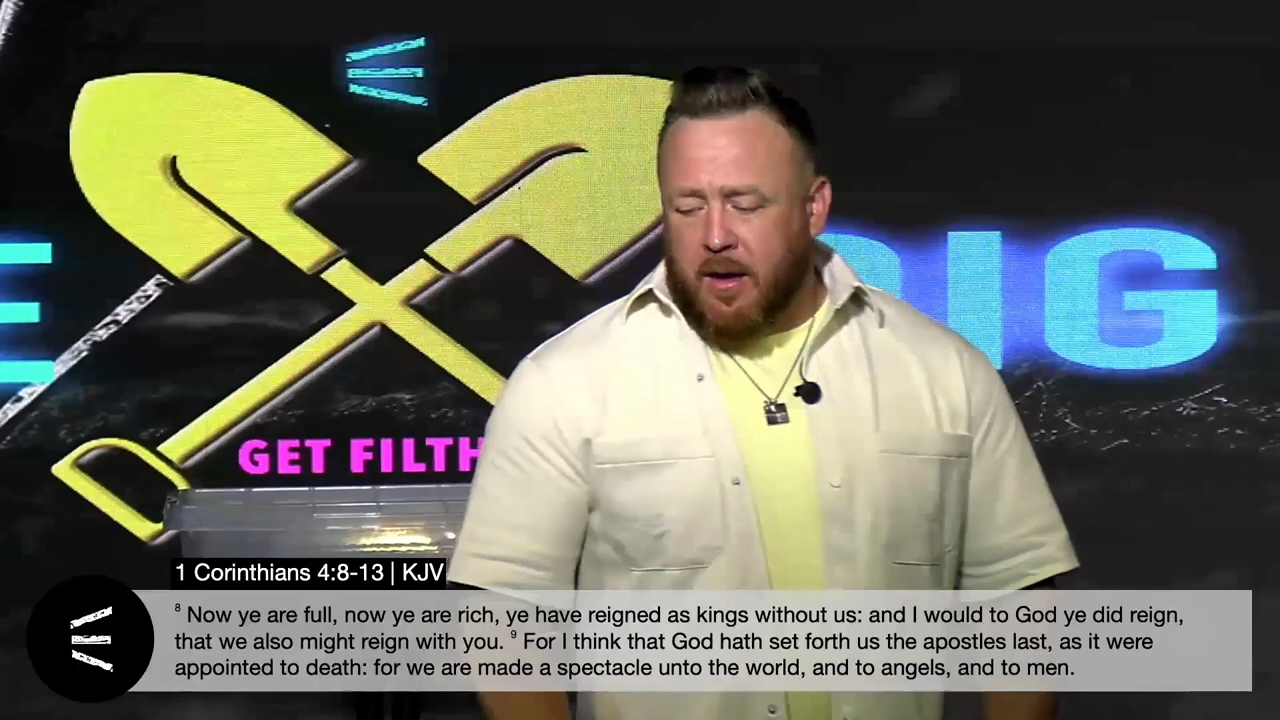 E DIG
GET FILTH
1 Corinthians 4:8-13 | KJV
8 Now ye are full, now ye are rich, ye have reigned as kings without us: and I would to God ye did reign,
that we also might reign with you. 9 For I think that God hath set forth us the apostles last, as it were
appointed to death: for we are made a spectacle unto the world, and to angels, and to men.